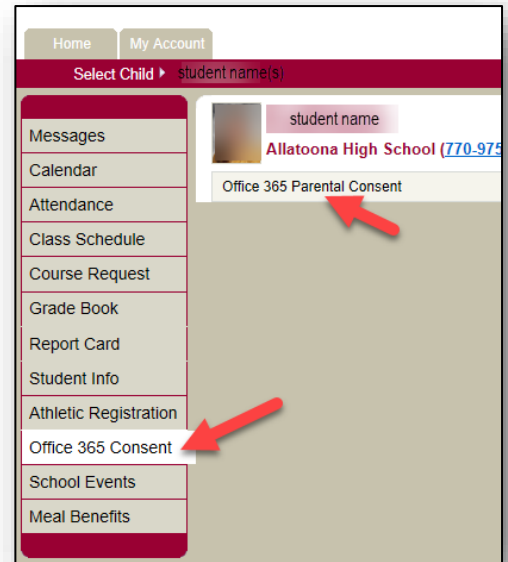 Home My Account
Select Child student name(s)
Messages
Calendar
Attendance
Class Schedule
Course Request
Grade Book
Report Card
Student Info
Athletic Registration
Office 365 Consent
School Events
Meal Benefits
student name
Allatoona High School (770-975
Office 365 Parental Consent